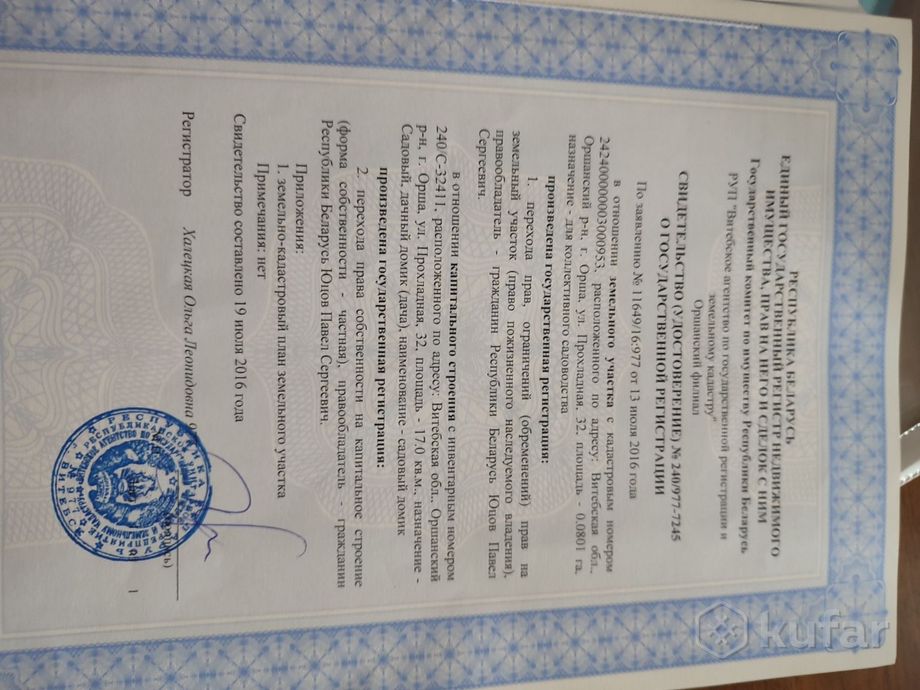 РЕСПУБЛИКА БЕЛАРУСЬ
ЕДИНЫЙ ГОСУДАРСТВЕННЫЙ РЕГИСТР НЕДВИЖИМОГО
ИМУЩЕСТВА, ПРАВ НА НЕГО И СДЕЛОК С НИМ
Государственный комитет по имуществу Республики Беларусь
РУП "Витебское агентство по государственной регистрации и
земельному кадастру"
Оршанский филиал
СВИДЕТЕЛЬСТВО (УДОСТОВЕРЕНИЕ) № 240/977-7245
О ГОСУДАРСТВЕННОЙ РЕГИСТРАЦИИ
По заявлению № 11649/16:977 от 13 июля 2016 года
в отношении земельного участка с кадастровым номером
242400000003000953, расположенного по адресу: Витебская обл.,
Оршанский р-н, г. Орша, ул. Прохладная, 32, площадь - 0.0801 га,
назначение - для коллективного садоводства
произведена государственная регистрация:
1. перехода прав, ограничений (обременений) прав на
земельный участок (право пожизненного наследуемого владения),
правообладатель - гражданин Республики Беларусь Юцов Павел
Сергеевич.
в отношении капитального строения с инвентарным номером
240/С-32411, расположенного по адресу: Витебская обл., Оршанский
р-н, г. Орша, ул. Прохладная, 32, площадь - 17.0 кв.м., назначение -
Садовый, дачный домик (дача), наименование - садовый домик
произведена государственная регистрация:
2. перехода права собственности на капитальное строение
(форма собственности - частная), правообладатель - гражданин
Республики Беларусь Юцов Павел Сергеевич.
Приложения:
1. земельно-кадастровый план земельного участка
Примечания: нет
Свидетельство составлено 19 июля 2016 года
Регистратор Халецкая Ольга Леонидовна
1
kufar